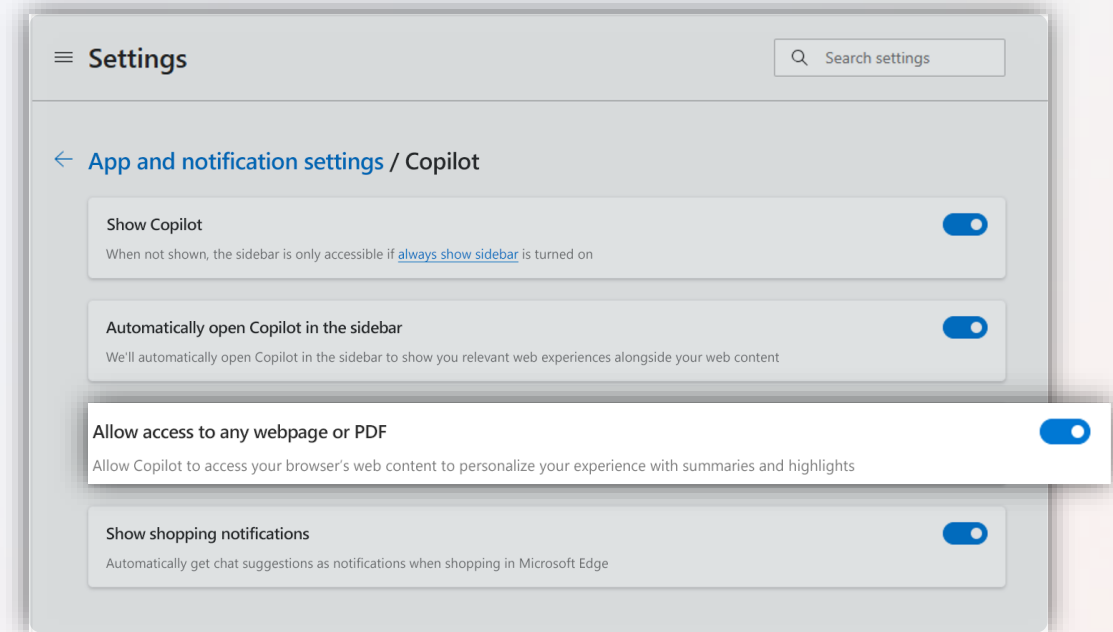 Settings
Search settings
App and notification settings / Copilot
Show Copilot
When not shown, the sidebar is only accessible if always show sidebar is turned on
Automatically open Copilot in the sidebar
We'll automatically open Copilot in the sidebar to show you relevant web experiences alongside your web content
Allow access to any webpage or PDF
Allow Copilot to access your browser's web content to personalize your experience with summaries and highlights
Show shopping notifications
Automatically get chat suggestions as notifications when shopping in Microsoft Edge